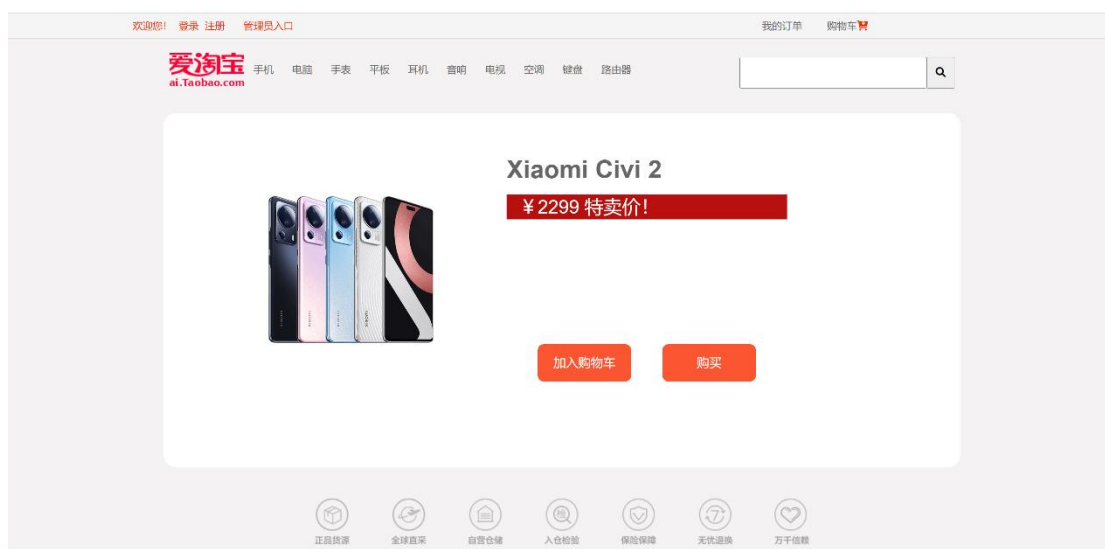 欢迎您! 登录 注册 管理员入口 我的订单 购物车
爱淘宝
ai.Taobao.com
手机 电脑 手表 平板 耳机 音响 电视 空调 键盘 路由器
Xiaomi Civi 2
¥2299 特卖价!
加入购物车 购买
正品货源 全球直采 自营仓储 入仓检验 保险保障 无忧退换 万千信赖